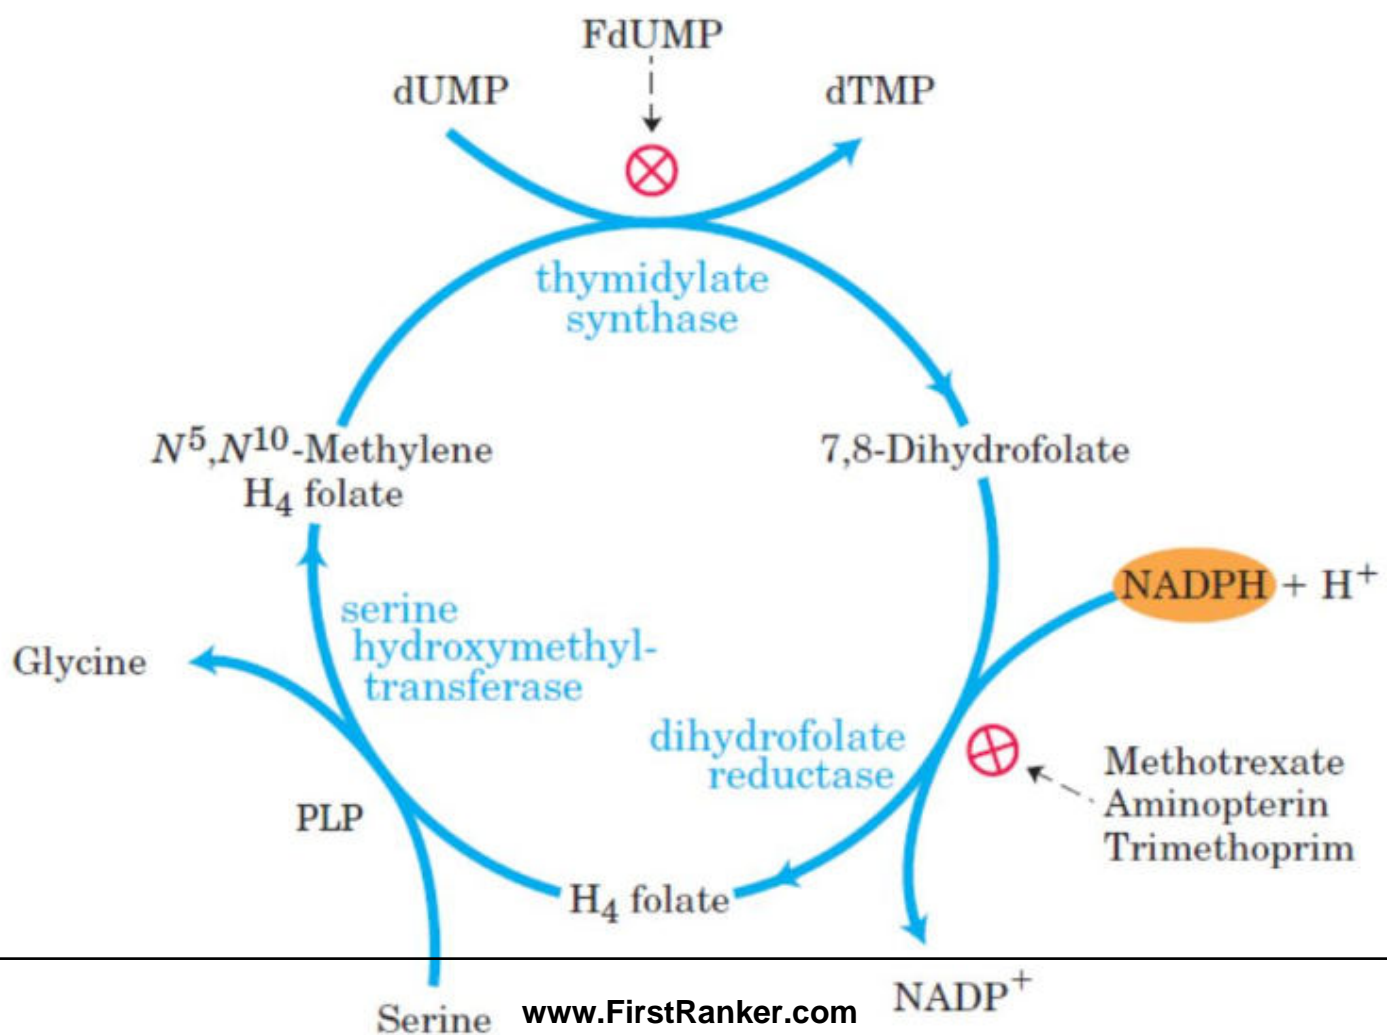 FdUMP
dUMP
dTMP
thymidylate
synthase
N⁵,N¹⁰-Methylene
H₄ folate
7,8-Dihydrofolate
NADPH + H⁺
serine
hydroxymethyl-
transferase
Glycine
dihydrofolate
reductase
Methotrexate
Aminopterin
Trimethoprim
PLP
H₄ folate
NADP⁺
Serine
www.FirstRanker.com